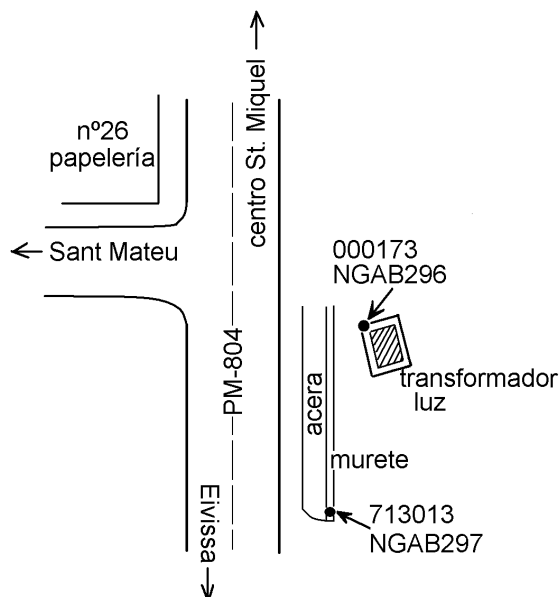 centro St. Miquel
nº26
papelería
Sant Mateu
000173
NGAB296
transformador
luz
PM-804
acera
murete
713013
NGAB297
Eivissa